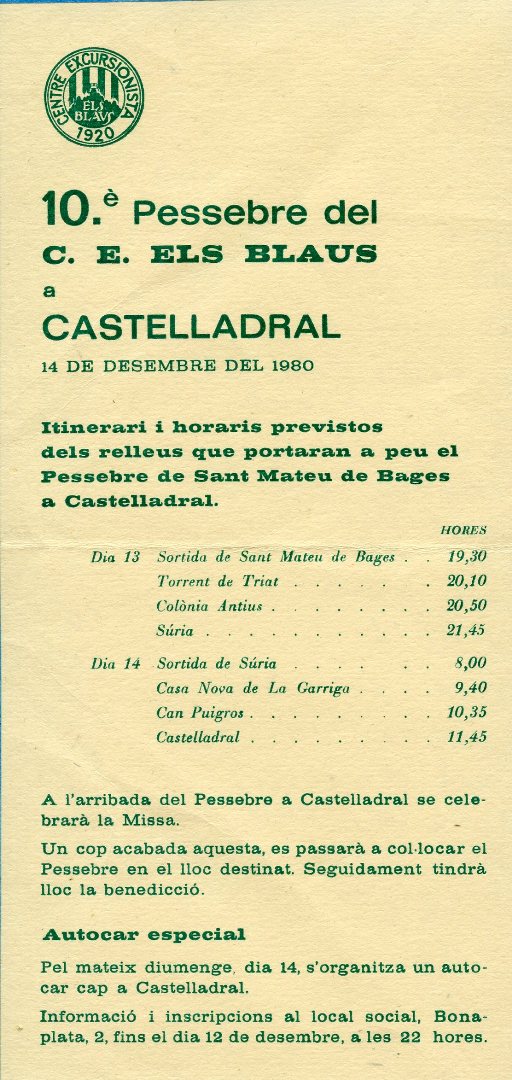 CENTRE EXCURSIONISTA
ELS
BLAUS
1920
10.è Pessebre del
C. E. ELS BLAUS
a
CASTELLADRAL
14 DE DESEMBRE DEL 1980
Itinerari i horaris previstos
dels relleus que portaran a peu el
Pessebre de Sant Mateu de Bages
a Castelladral.
HORES
Dia 13 Sortida de Sant Mateu de Bages . . 19,30
Torrent de Triat . . . . . . . 20,10
Colònia Antius . . . . . . . . 20,50
Súria . . . . . . . . . . . 21,45
Dia 14 Sortida de Súria . . . . . . 8,00
Casa Nova de La Garriga . . . . 9,40
Can Puigros . . . . . . . . . 10,35
Castelladral . . . . . . . . . 11,45
A l'arribada del Pessebre a Castelladral se cele-
brarà la Missa.
Un cop acabada aquesta, es passarà a col·locar el
Pessebre en el lloc destinat. Seguidament tindrà
lloc la benedicció.
Autocar especial
Pel mateix diumenge, dia 14, s'organitza un auto-
car cap a Castelladral.
Informació i inscripcions al local social, Bona-
plata, 2, fins el dia 12 de desembre, a les 22 hores.